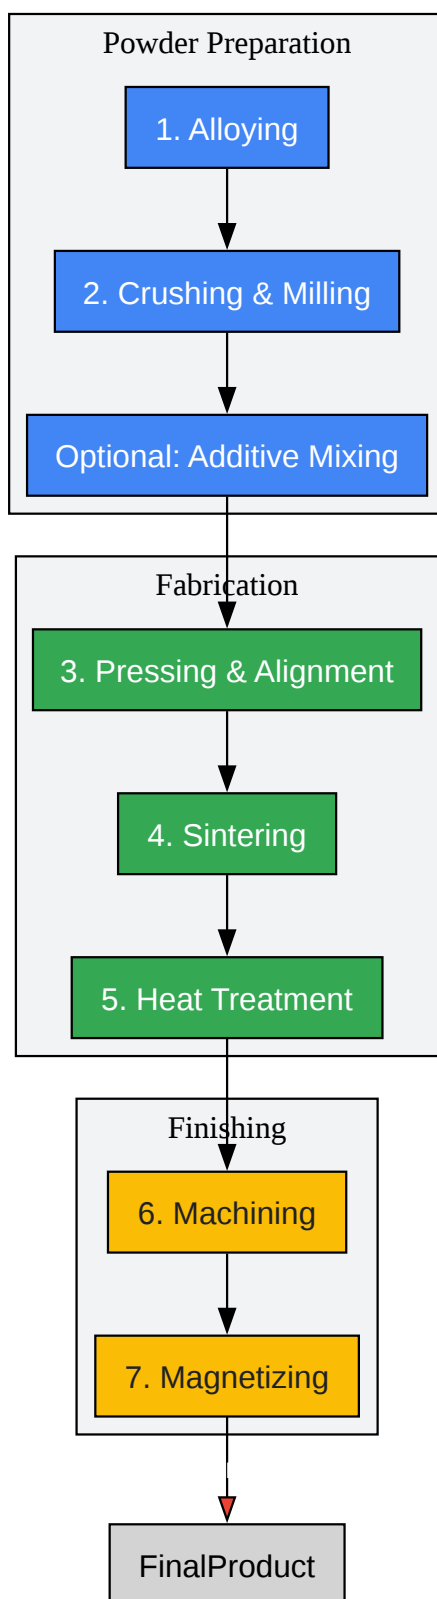 Powder Preparation
1. Alloying
2. Crushing & Milling
Optional: Additive Mixing
Fabrication
3. Pressing & Alignment
4. Sintering
5. Heat Treatment
Finishing
6. Machining
7. Magnetizing
FinalProduct